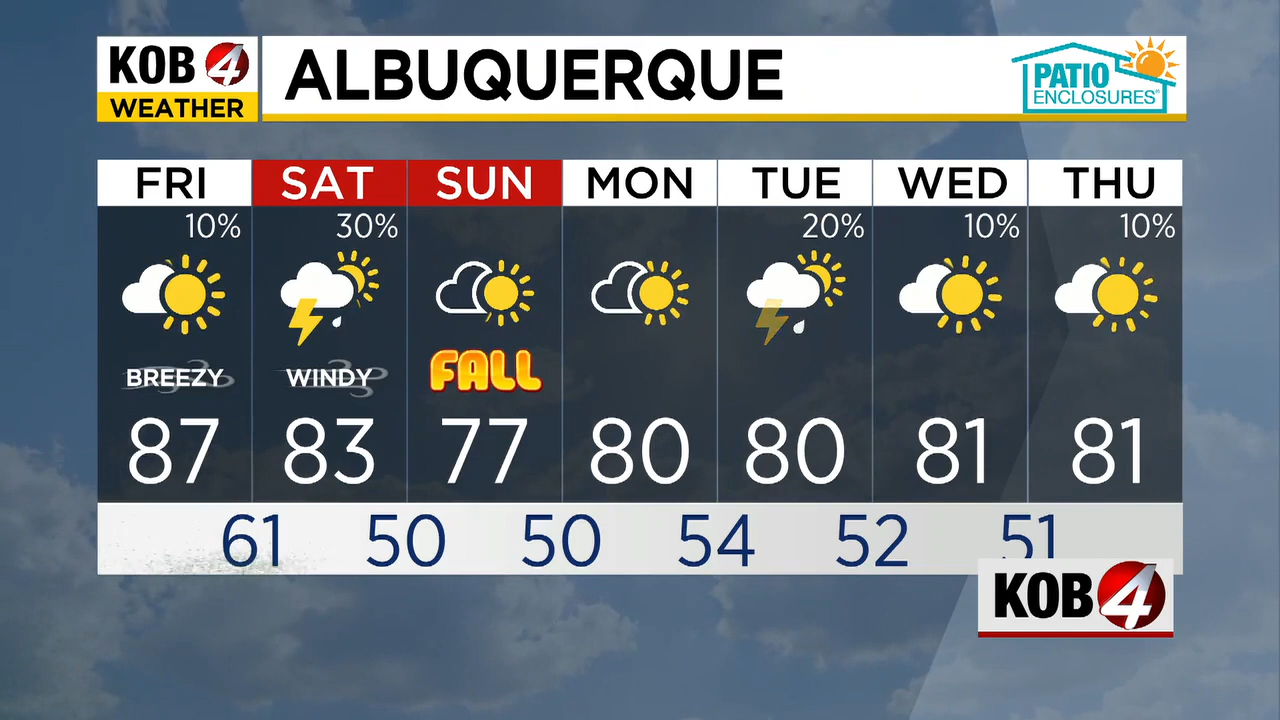 KOB 4
WEATHER
ALBUQUERQUE
PATIO
ENCLOSURES
FRI SAT SUN MON TUE WED THU
10% 30% 20% 10% 10%
BREEZY WINDY FALL
87 83 77 80 80 81 81
61 50 50 54 52 51
KOB 4